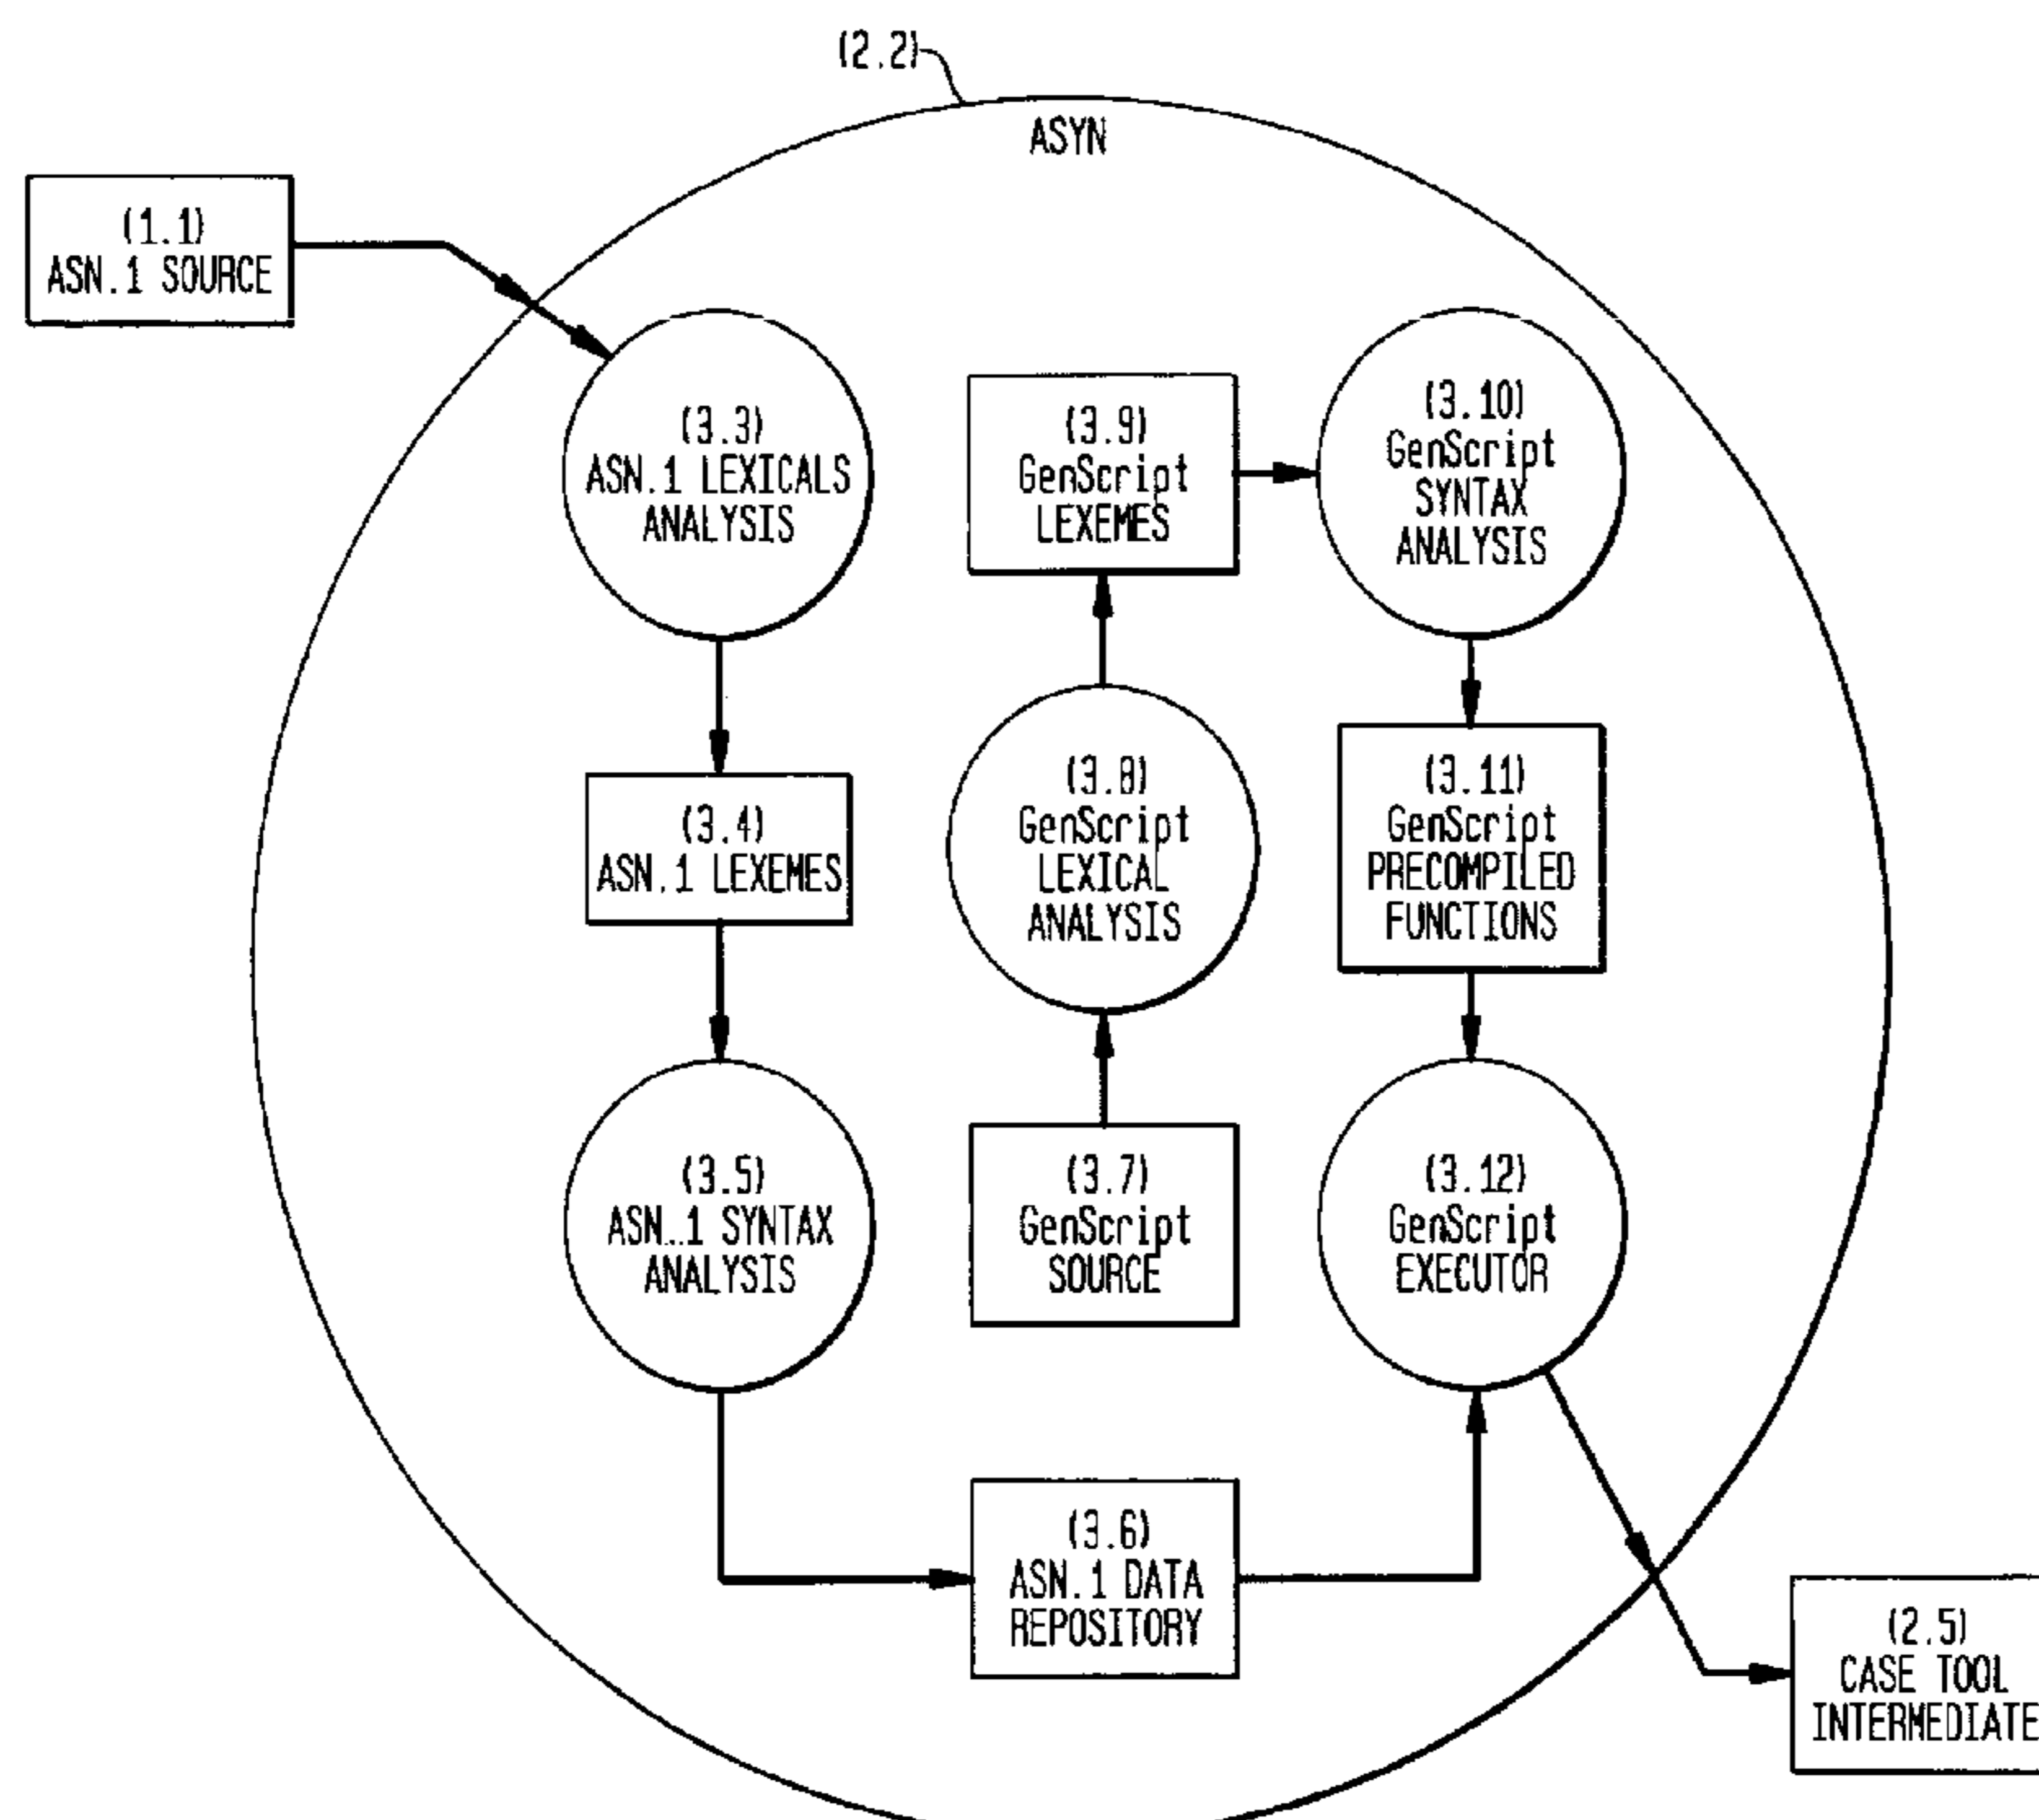 (2.2)
ASYN
(1.1)
ASN.1 SOURCE
(3.3)
ASN.1 LEXICALS
ANALYSIS
(3.9)
GenScript
LEXEMES
(3.10)
GenScript
SYNTAX
ANALYSIS
(3.4)
ASN.1 LEXEMES
(3.8)
GenScript
LEXICAL
ANALYSIS
(3.11)
GenScript
PRECOMPILED
FUNCTIONS
(3.5)
ASN..1 SYNTAX
ANALYSIS
(3.7)
GenScript
SOURCE
(3.12)
GenScript
EXECUTOR
(3.6)
ASN.1 DATA
REPOSITORY
(2.5)
CASE TOOL
INTERMEDIATE